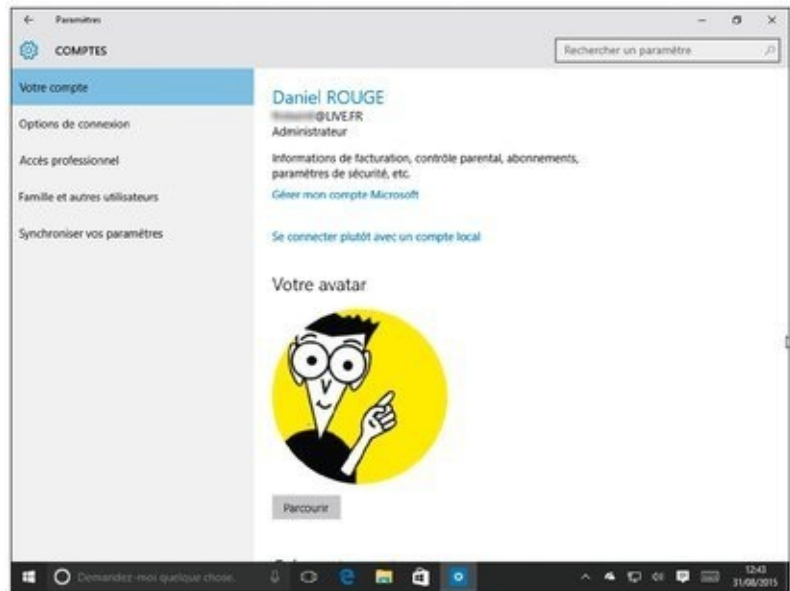 Paramètres
COMPTES
Rechercher un paramètre
Votre compte
Options de connexion
Accès professionnel
Famille et autres utilisateurs
Synchroniser vos paramètres
Daniel ROUGE
@LIVE.FR
Administrateur
Informations de facturation, contrôle parental, abonnements,
paramètres de sécurité, etc.
Gérer mon compte Microsoft
Se connecter plutôt avec un compte local
Votre avatar
Parcourir
Demandez-moi quelque chose.
12:43
31/08/2015